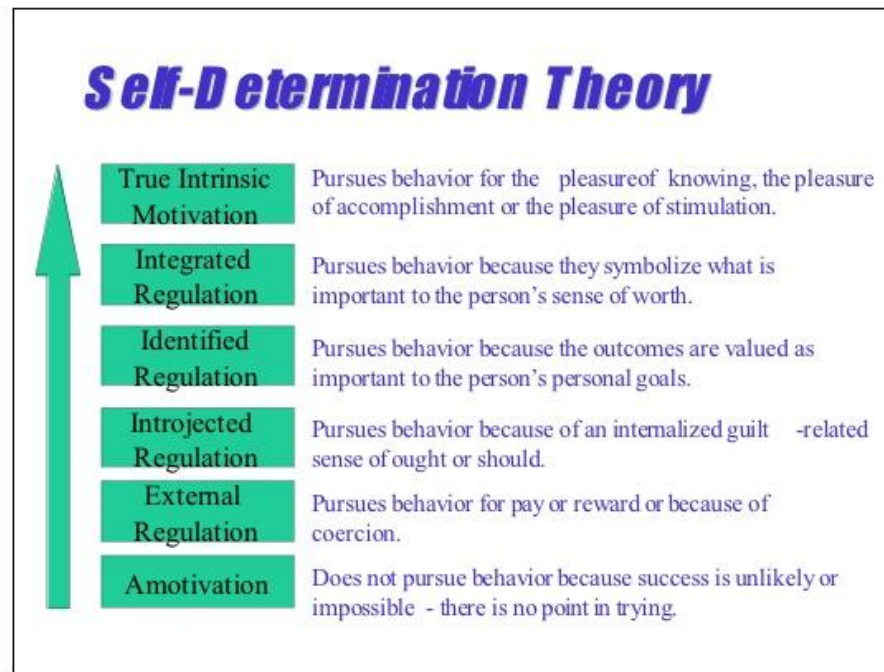 Self-Determination Theory
True Intrinsic
Motivation
Pursues behavior for the pleasureof knowing, the pleasure
of accomplishment or the pleasure of stimulation.
Integrated
Regulation
Pursues behavior because they symbolize what is
important to the person's sense of worth.
Identified
Regulation
Pursues behavior because the outcomes are valued as
important to the person's personal goals.
Introjected
Regulation
Pursues behavior because of an internalized guilt -related
sense of ought or should.
External
Regulation
Pursues behavior for pay or reward or because of
coercion.
Amotivation
Does not pursue behavior because success is unlikely or
impossible - there is no point in trying.